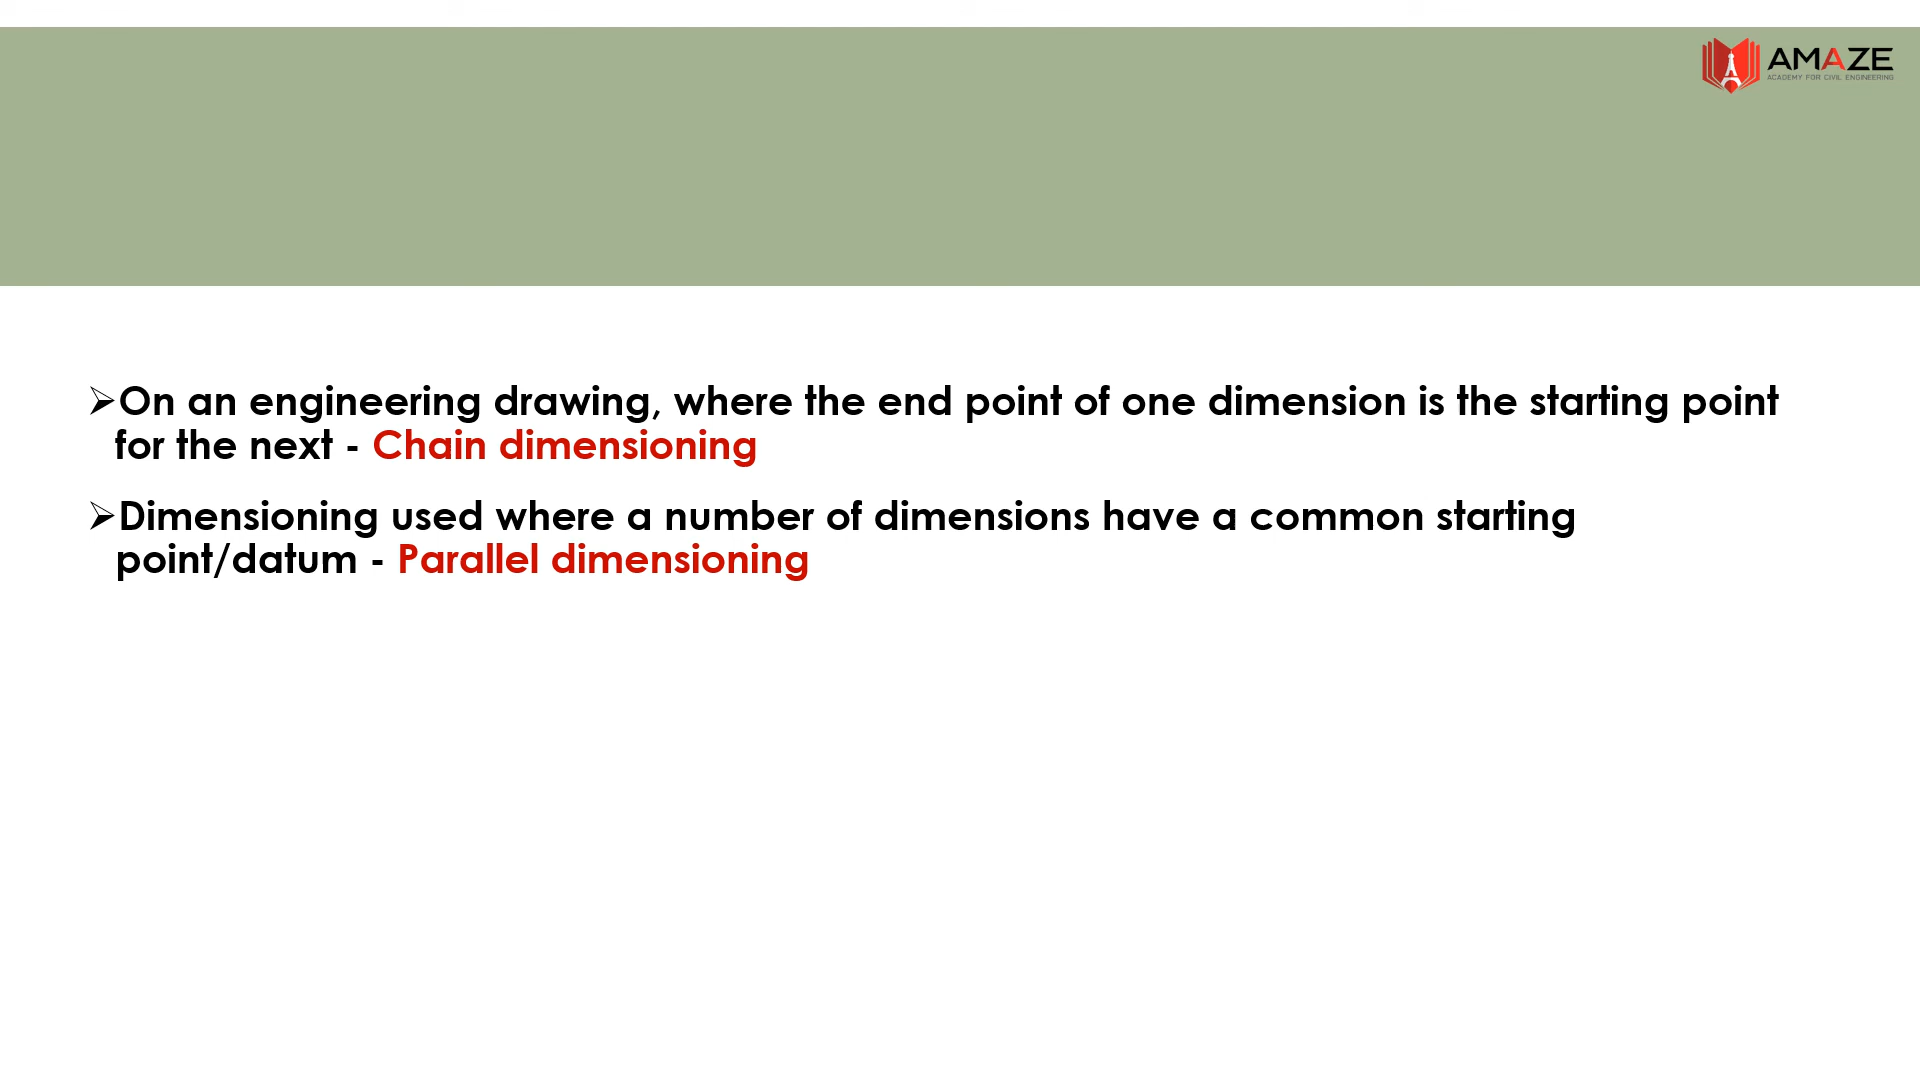 AMAZE
ACADEMY FOR CIVIL ENGINEERING
➢On an engineering drawing, where the end point of one dimension is the starting point
for the next - Chain dimensioning
➢Dimensioning used where a number of dimensions have a common starting
point/datum - Parallel dimensioning